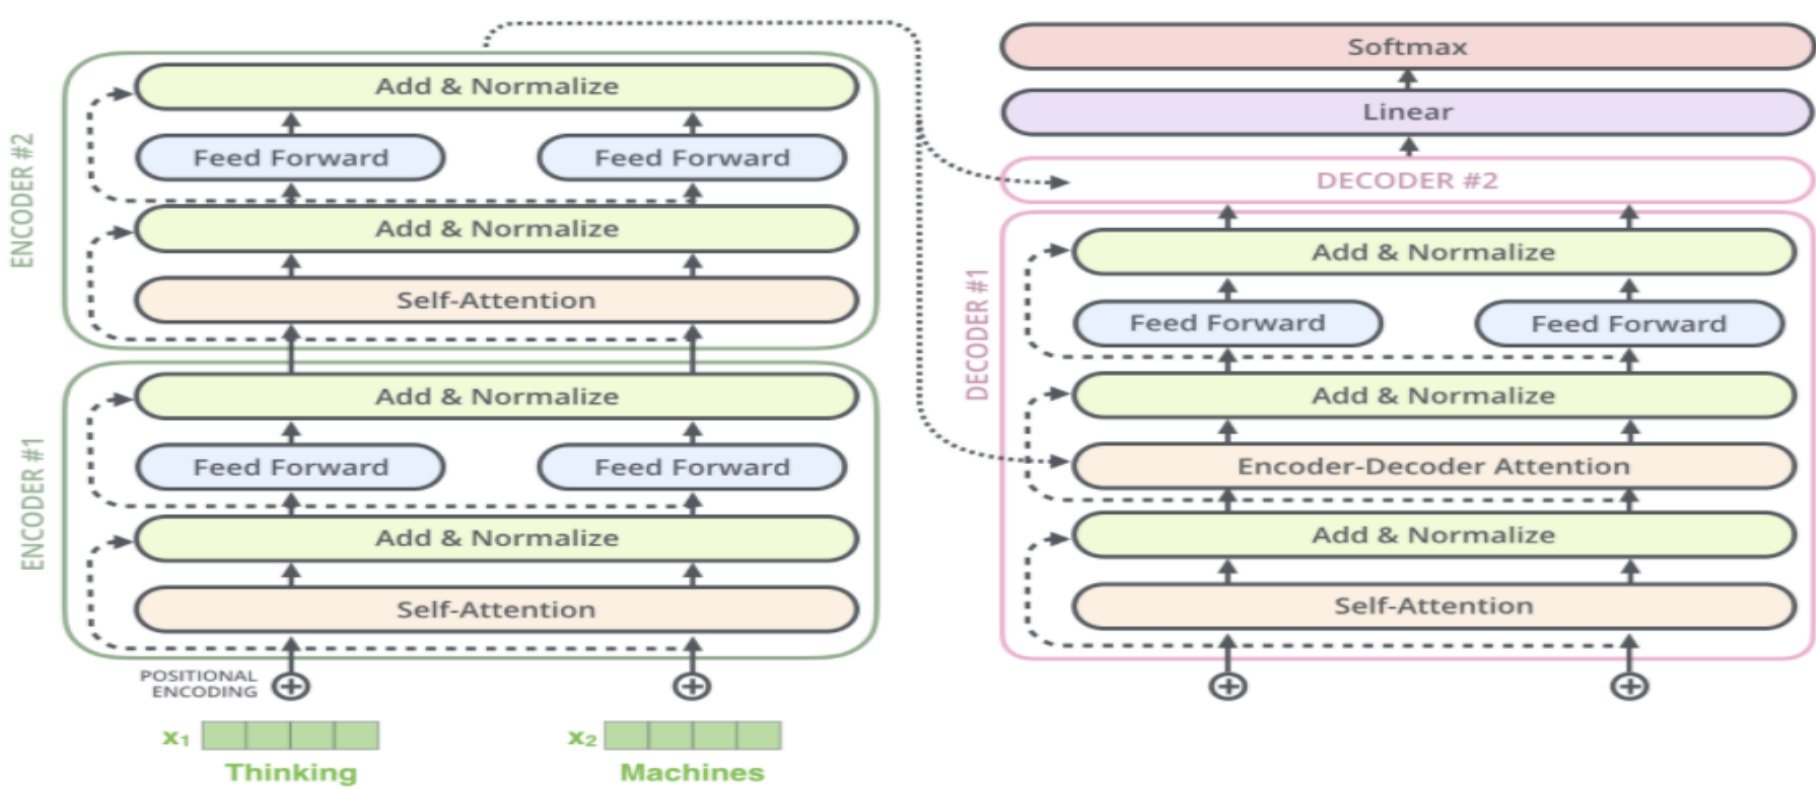 ENCODER #2
Add & Normalize
Feed Forward
Feed Forward
Add & Normalize
Self-Attention
ENCODER #1
Add & Normalize
Feed Forward
Feed Forward
Add & Normalize
Self-Attention
POSITIONAL
ENCODING
x₁
x₂
Thinking
Machines
Softmax
Linear
DECODER #2
DECODER #1
Add & Normalize
Feed Forward
Feed Forward
Add & Normalize
Encoder-Decoder Attention
Add & Normalize
Self-Attention